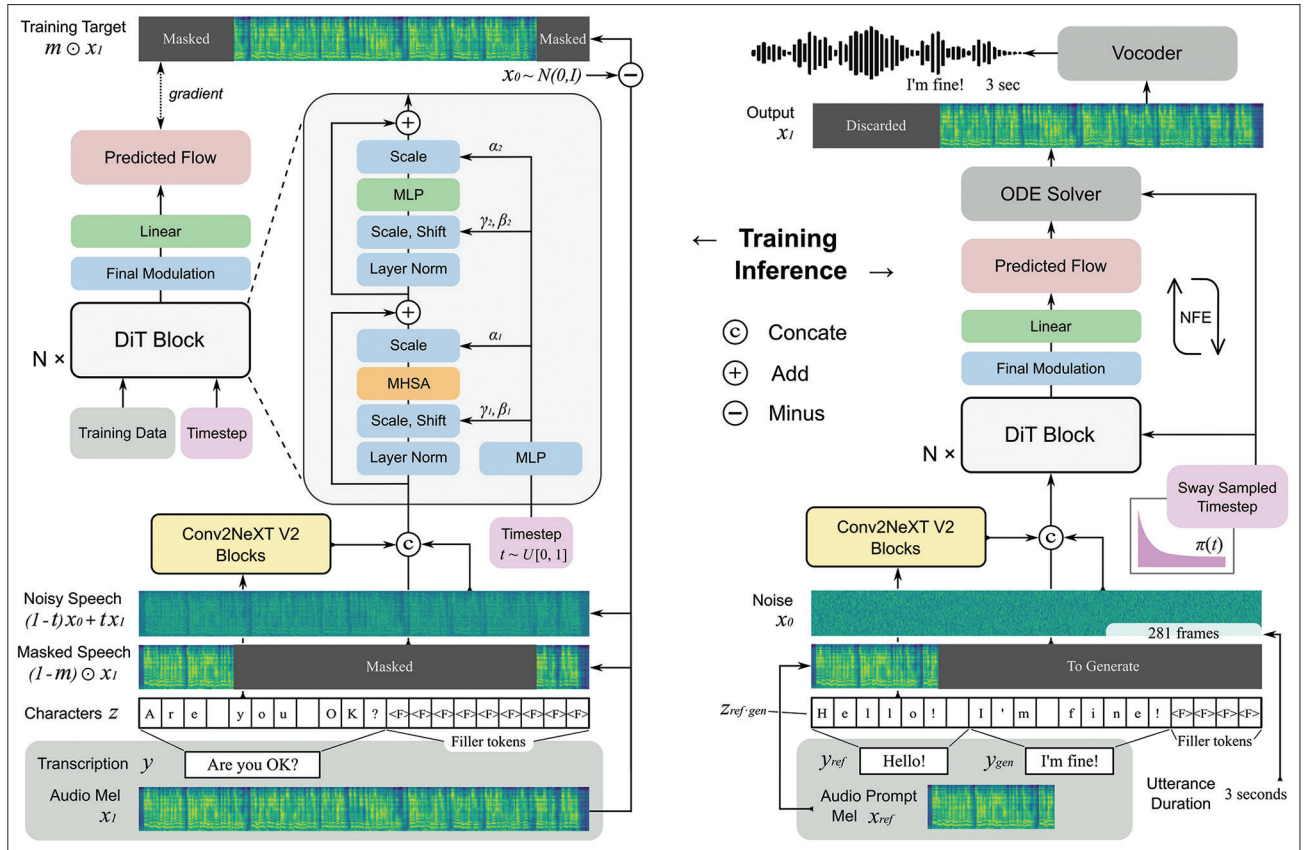 Training Target
m ⊙ x₁
Masked
Masked
x₀ ~ N(0,I)
−
gradient
Predicted Flow
Linear
Final Modulation
N ×
DiT Block
Training Data
Timestep
+
Scale
α₂
MLP
Scale, Shift
γ₂, β₂
Layer Norm
+
Scale
α₁
MHSA
Scale, Shift
γ₁, β₁
Layer Norm
MLP
Conv2NeXT V2
Blocks
C
Timestep
t ~ U[0, 1]
Noisy Speech
(1-t)x₀ + tx₁
Masked Speech
(1-m) ⊙ x₁
Masked
Characters z
A r e y o u O K ? <F> <F> <F> <F> <F> <F> <F> <F>
Filler tokens
Transcription y
Are you OK?
Audio Mel
x₁
← Training
Inference →
C Concate
+ Add
− Minus
Vocoder
I'm fine! 3 sec
Output
x₁
Discarded
ODE Solver
Predicted Flow
Linear
Final Modulation
NFE
N ×
DiT Block
Sway Sampled
Timestep
π(t)
Conv2NeXT V2
Blocks
C
Noise
x₀
281 frames
To Generate
z ref·gen
H e l l o ! I ' m f i n e ! <F> <F> <F> <F>
Filler tokens
y ref
Hello!
y gen
I'm fine!
Audio Prompt
Mel x ref
Utterance
Duration
3 seconds